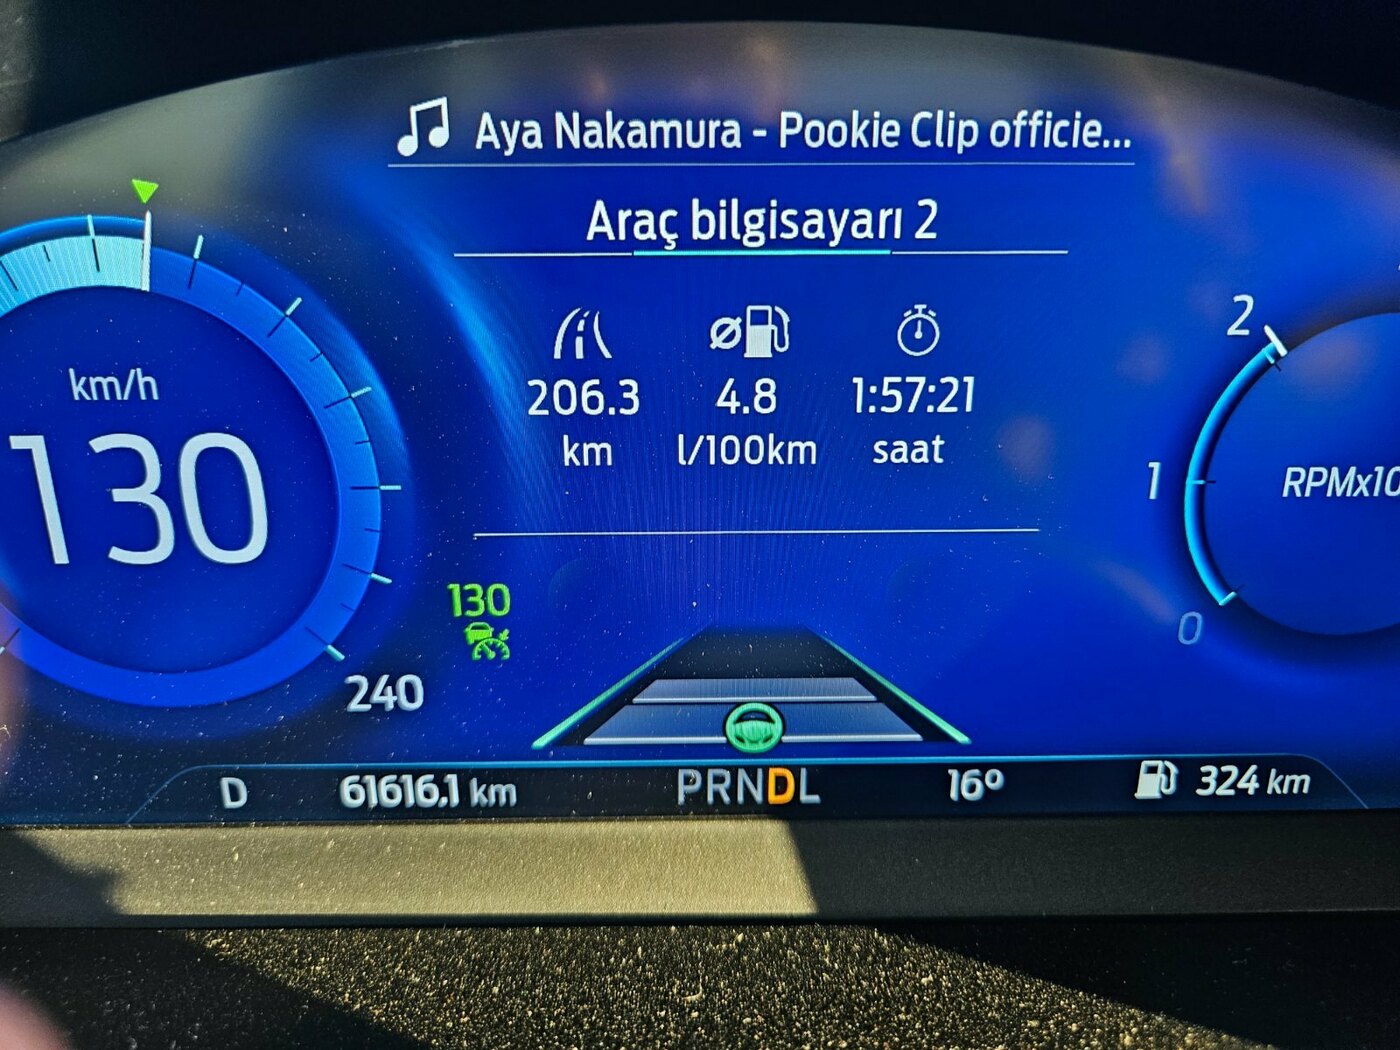 Aya Nakamura - Pookie Clip officie...
Araç bilgisayarı 2
206.3 4.8 1:57:21
km l/100km saat
km/h
130
240
130
2
1
0
RPMx10
D 61616.1 km PRNDL 16º 324 km